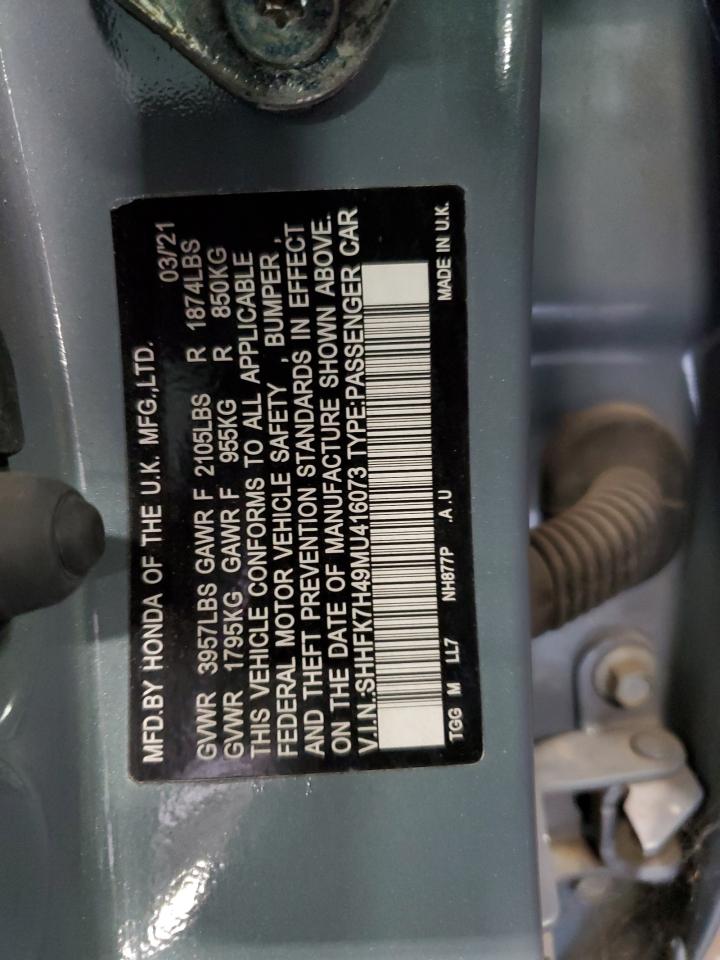 MFD.BY HONDA OF THE U.K. MFG.,LTD. 03/'21
GVWR 3957LBS GAWR F 2105LBS R 1874LBS
GVWR 1795KG GAWR F 955KG R 850KG
THIS VEHICLE CONFORMS TO ALL APPLICABLE
FEDERAL MOTOR VEHICLE SAFETY , BUMPER ,
AND THEFT PREVENTION STANDARDS IN EFFECT
ON THE DATE OF MANUFACTURE SHOWN ABOVE.
V.I.N.:SHHFK7H49MU416073 TYPE:PASSENGER CAR
TGG M LL7 NH877P .A.U MADE IN U.K.